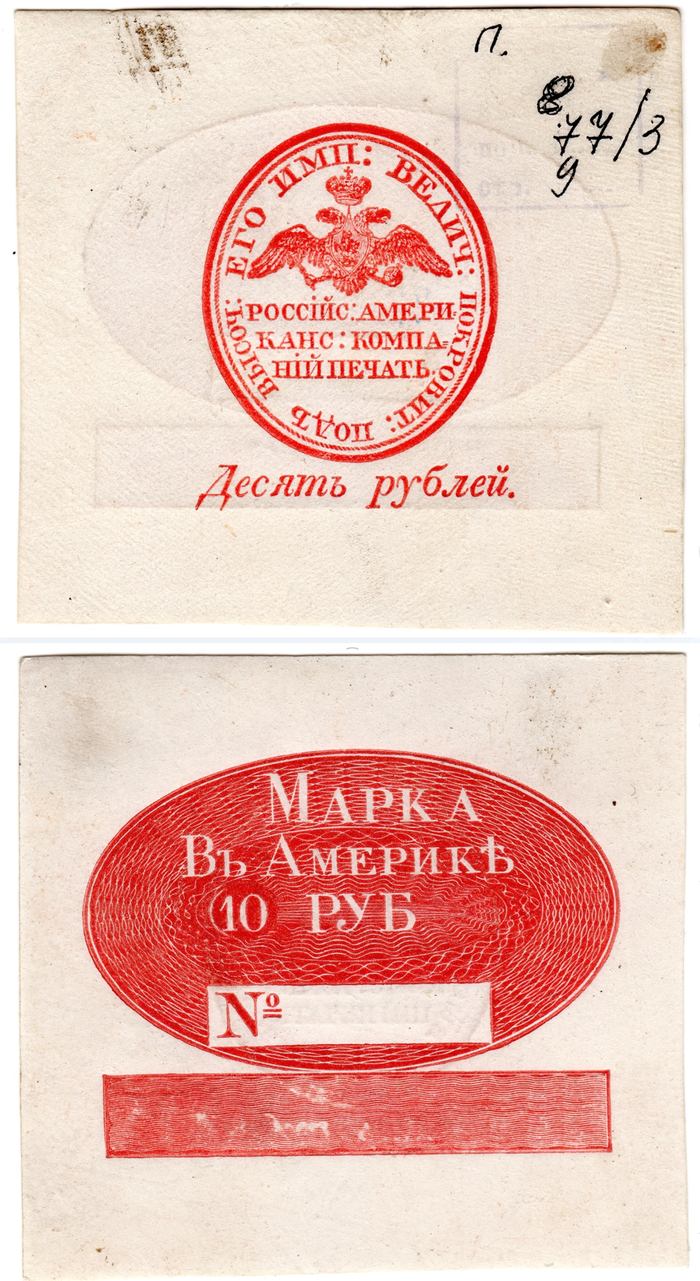 П.
8
77/3
9
ПОДЪ ВЫСОЧ: ЕГО ИМП: ВЕЛИЧ: ПОКРОВИТ:
РОССІЙС: АМЕРИ-
КАНС: КОМПА=
НІЙ ПЕЧАТЬ.
Десять рублей.
МАРКА
ВЪ АМЕРИКѢ
10 РУБ
№